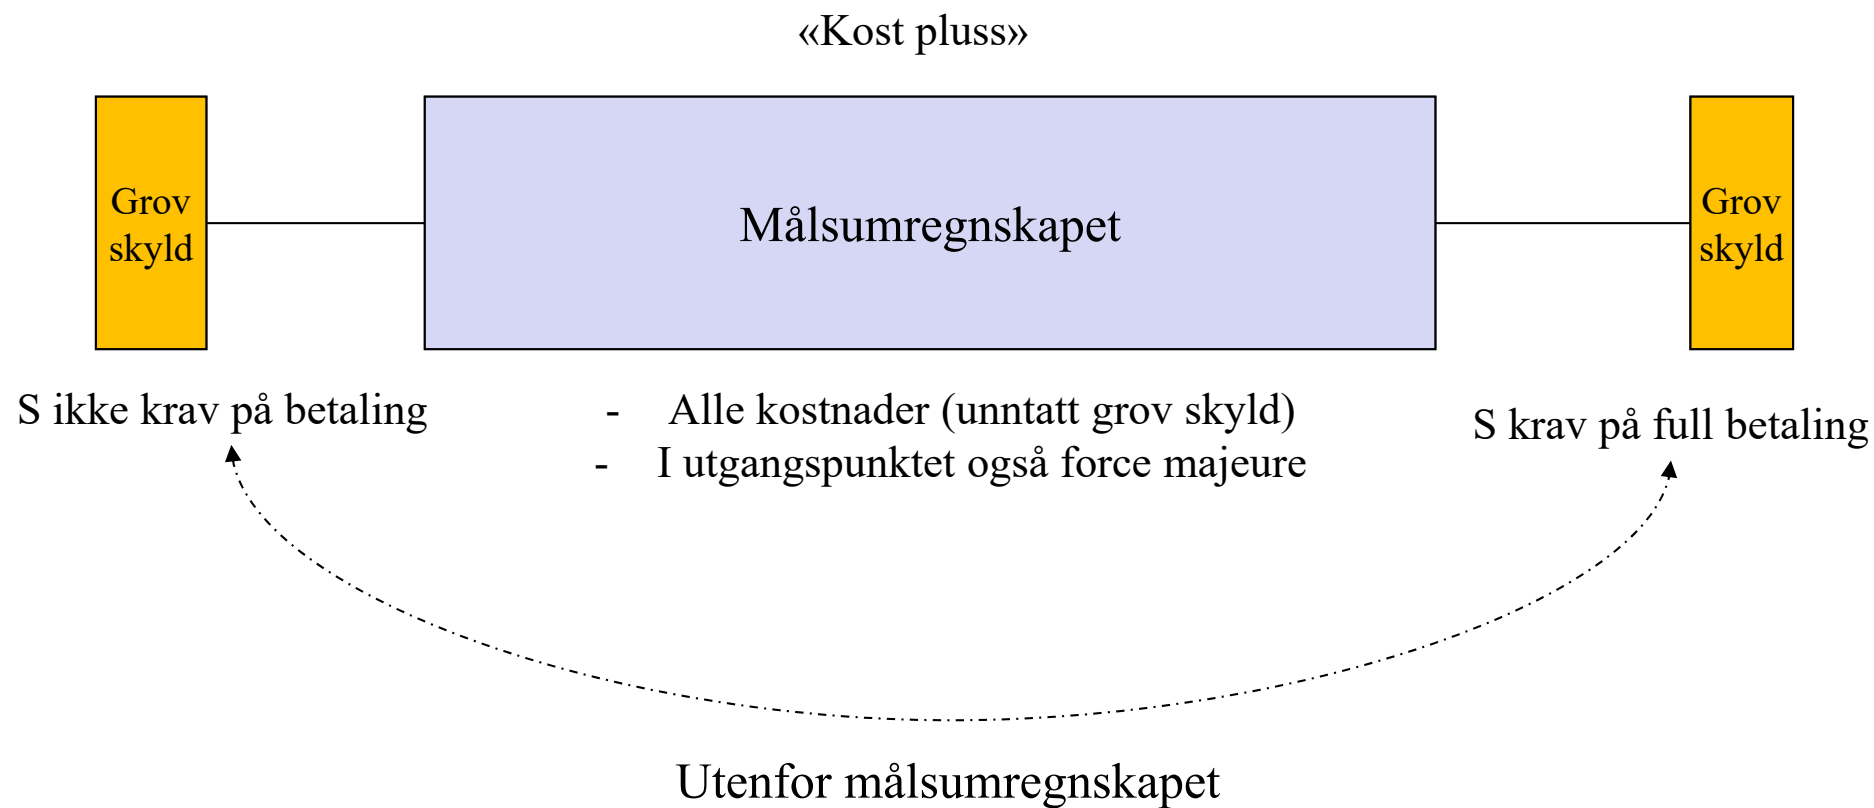 «Kost pluss»
Grov
skyld
Målsumregnskapet
Grov
skyld
S ikke krav på betaling
- Alle kostnader (unntatt grov skyld)
- I utgangspunktet også force majeure
S krav på full betaling
Utenfor målsumregnskapet